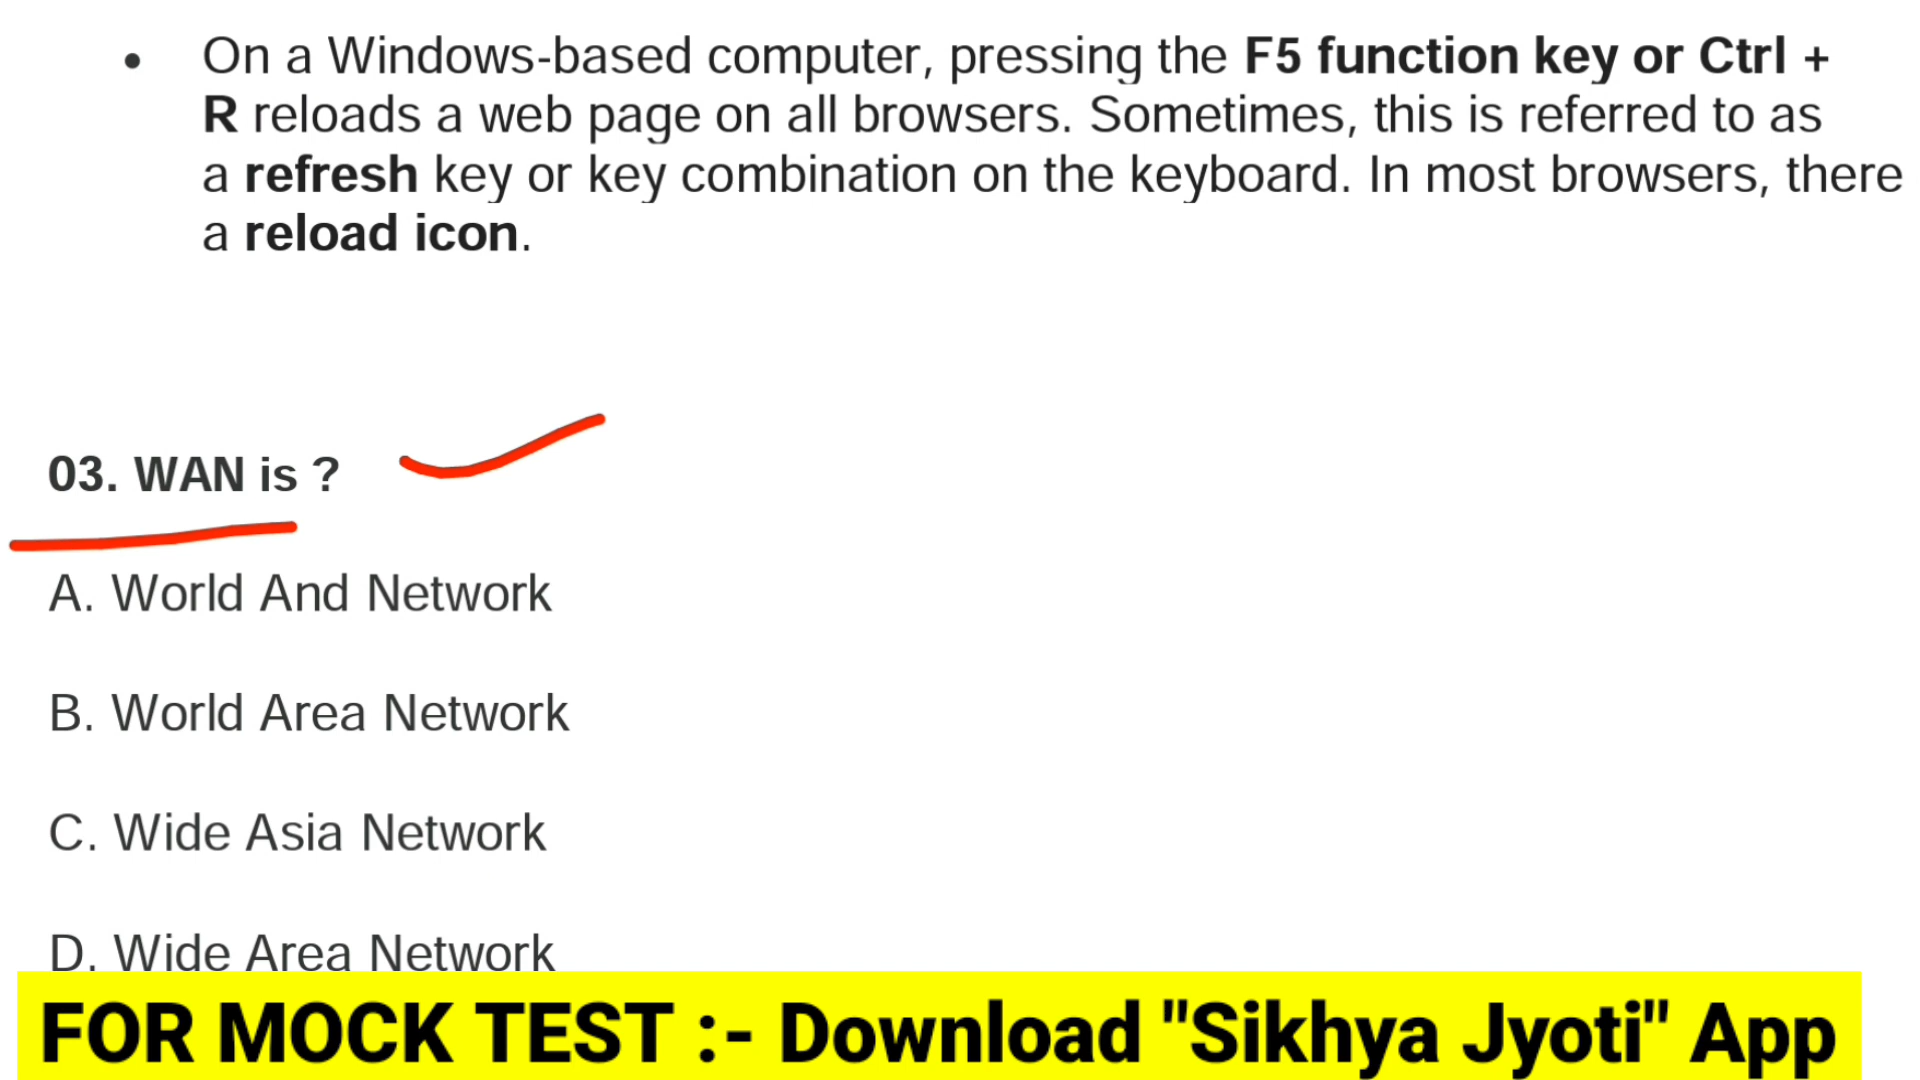 • On a Windows-based computer, pressing the F5 function key or Ctrl +
R reloads a web page on all browsers. Sometimes, this is referred to as
a refresh key or key combination on the keyboard. In most browsers, there
a reload icon.
03. WAN is ?
A. World And Network
B. World Area Network
C. Wide Asia Network
D. Wide Area Network
FOR MOCK TEST :- Download "Sikhya Jyoti" App